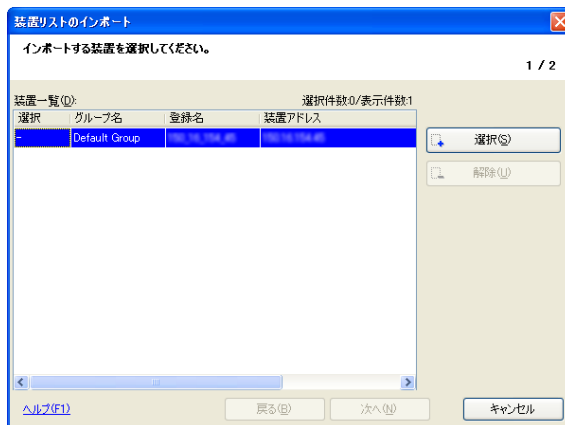 装置リストのインポート
インポートする装置を選択してください。
1 / 2
装置一覧(D): 選択件数:0/表示件数:1
選択 グループ名 登録名 装置アドレス
- Default Group
選択(S)
解除(U)
ヘルプ(F1) 戻る(B) 次へ(N) キャンセル